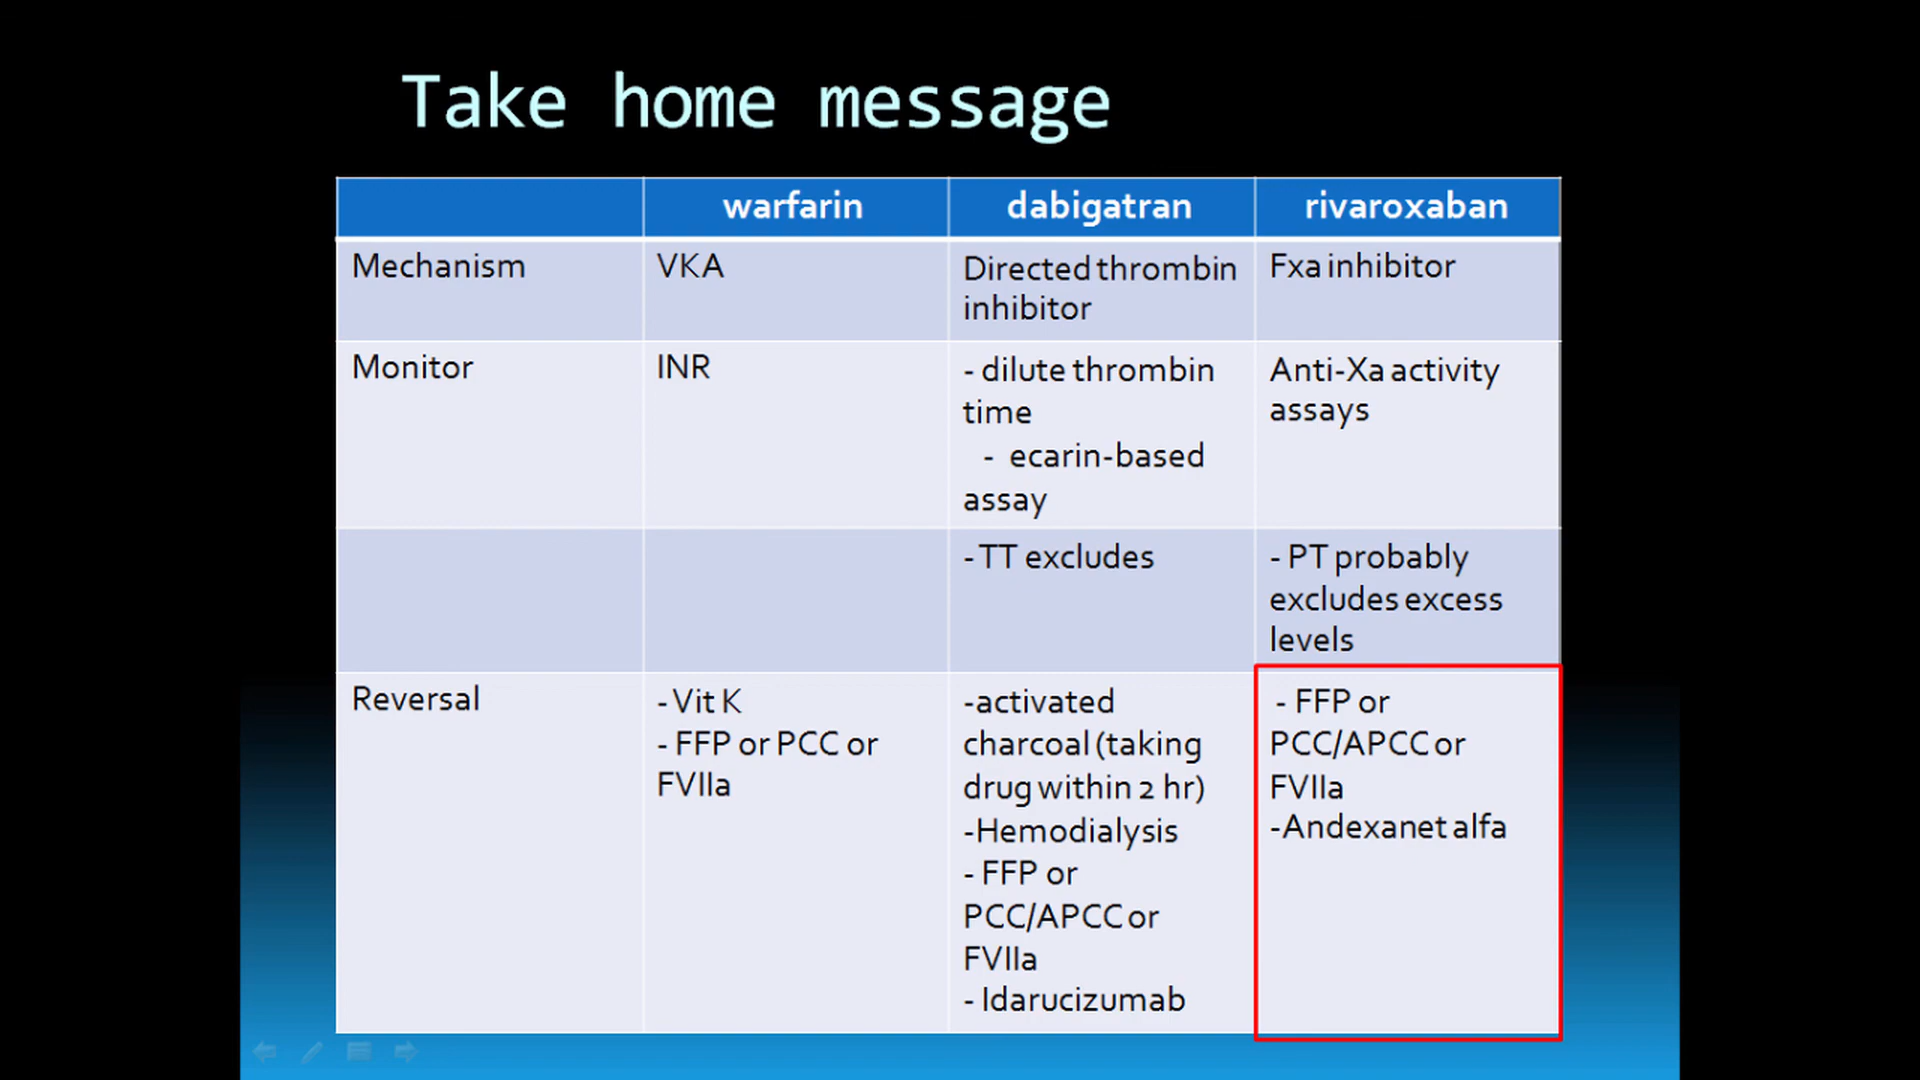 Take home message
warfarin
dabigatran
rivaroxaban
Mechanism
VKA
Directed thrombin
inhibitor
Fxa inhibitor
Monitor
INR
- dilute thrombin
time
- ecarin-based
assay
Anti-Xa activity
assays
- TT excludes
- PT probably
excludes excess
levels
Reversal
- Vit K
- FFP or PCC or
FVIIa
-activated
charcoal (taking
drug within 2 hr)
-Hemodialysis
- FFP or
PCC/APCC or
FVIIa
- Idarucizumab
- FFP or
PCC/APCC or
FVIIa
-Andexanet alfa